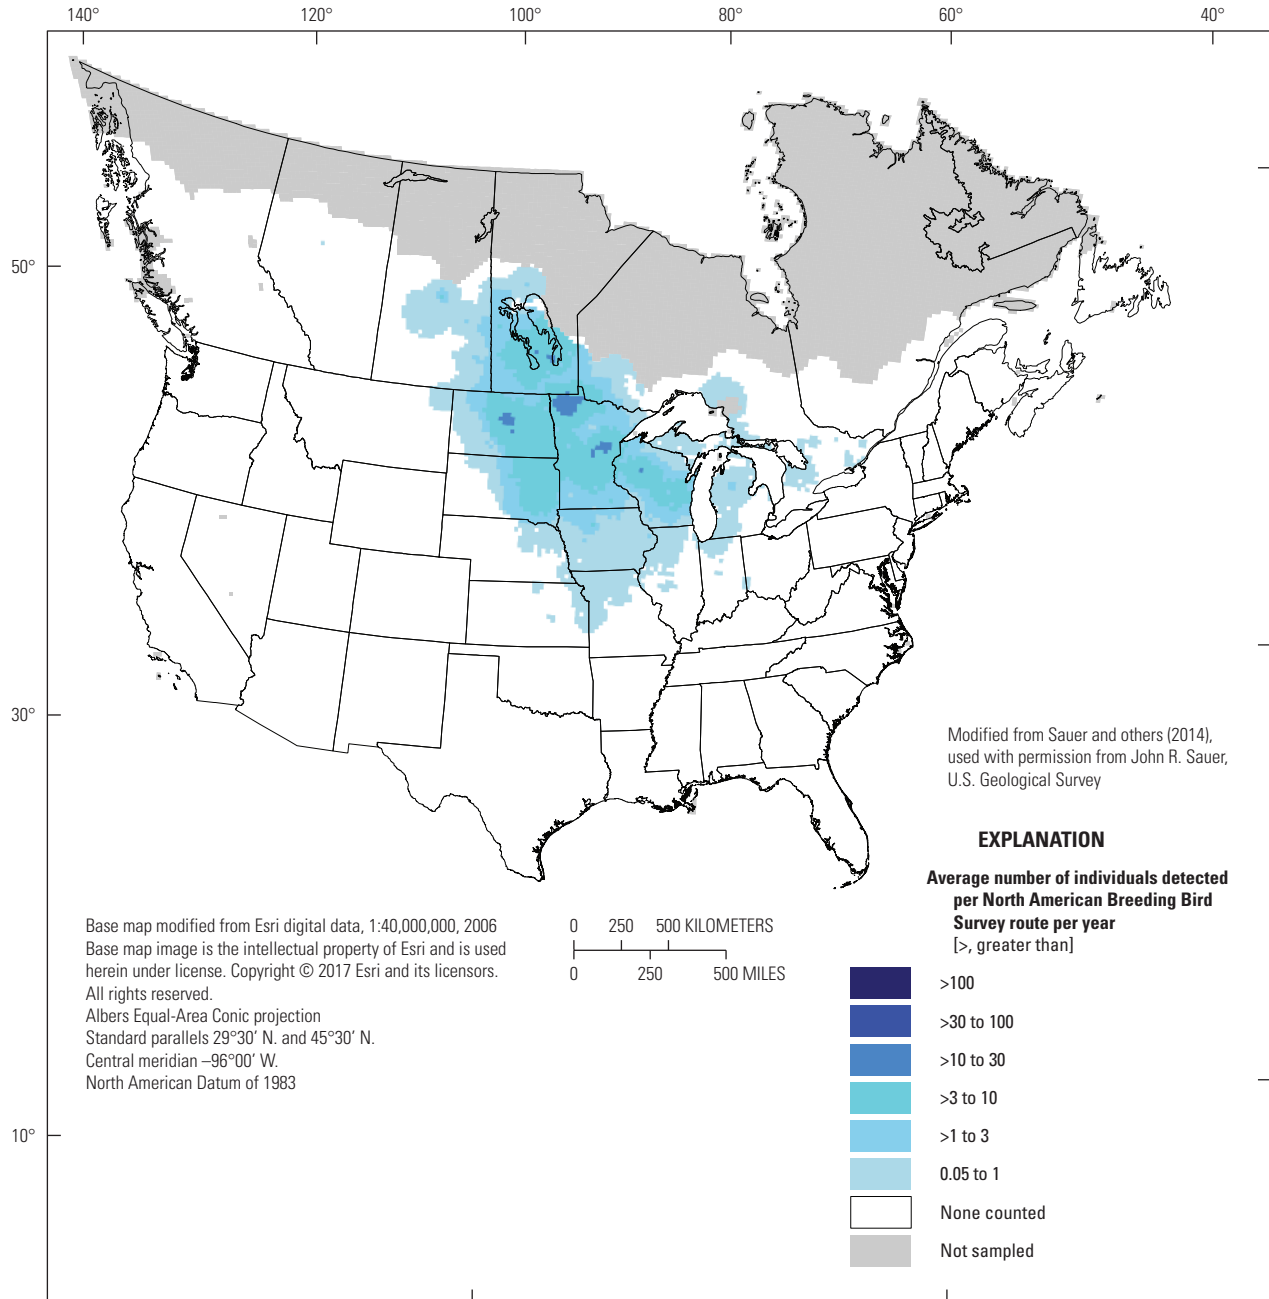 140° 120° 100° 80° 60° 40°
50°
30°
10°
Modified from Sauer and others (2014),
used with permission from John R. Sauer,
U.S. Geological Survey
EXPLANATION
Average number of individuals detected
per North American Breeding Bird
Survey route per year
[>, greater than]
>100
>30 to 100
>10 to 30
>3 to 10
>1 to 3
0.05 to 1
None counted
Not sampled
Base map modified from Esri digital data, 1:40,000,000, 2006
Base map image is the intellectual property of Esri and is used
herein under license. Copyright © 2017 Esri and its licensors.
All rights reserved.
Albers Equal-Area Conic projection
Standard parallels 29°30′ N. and 45°30′ N.
Central meridian –96°00′ W.
North American Datum of 1983
0 250 500 KILOMETERS
0 250 500 MILES